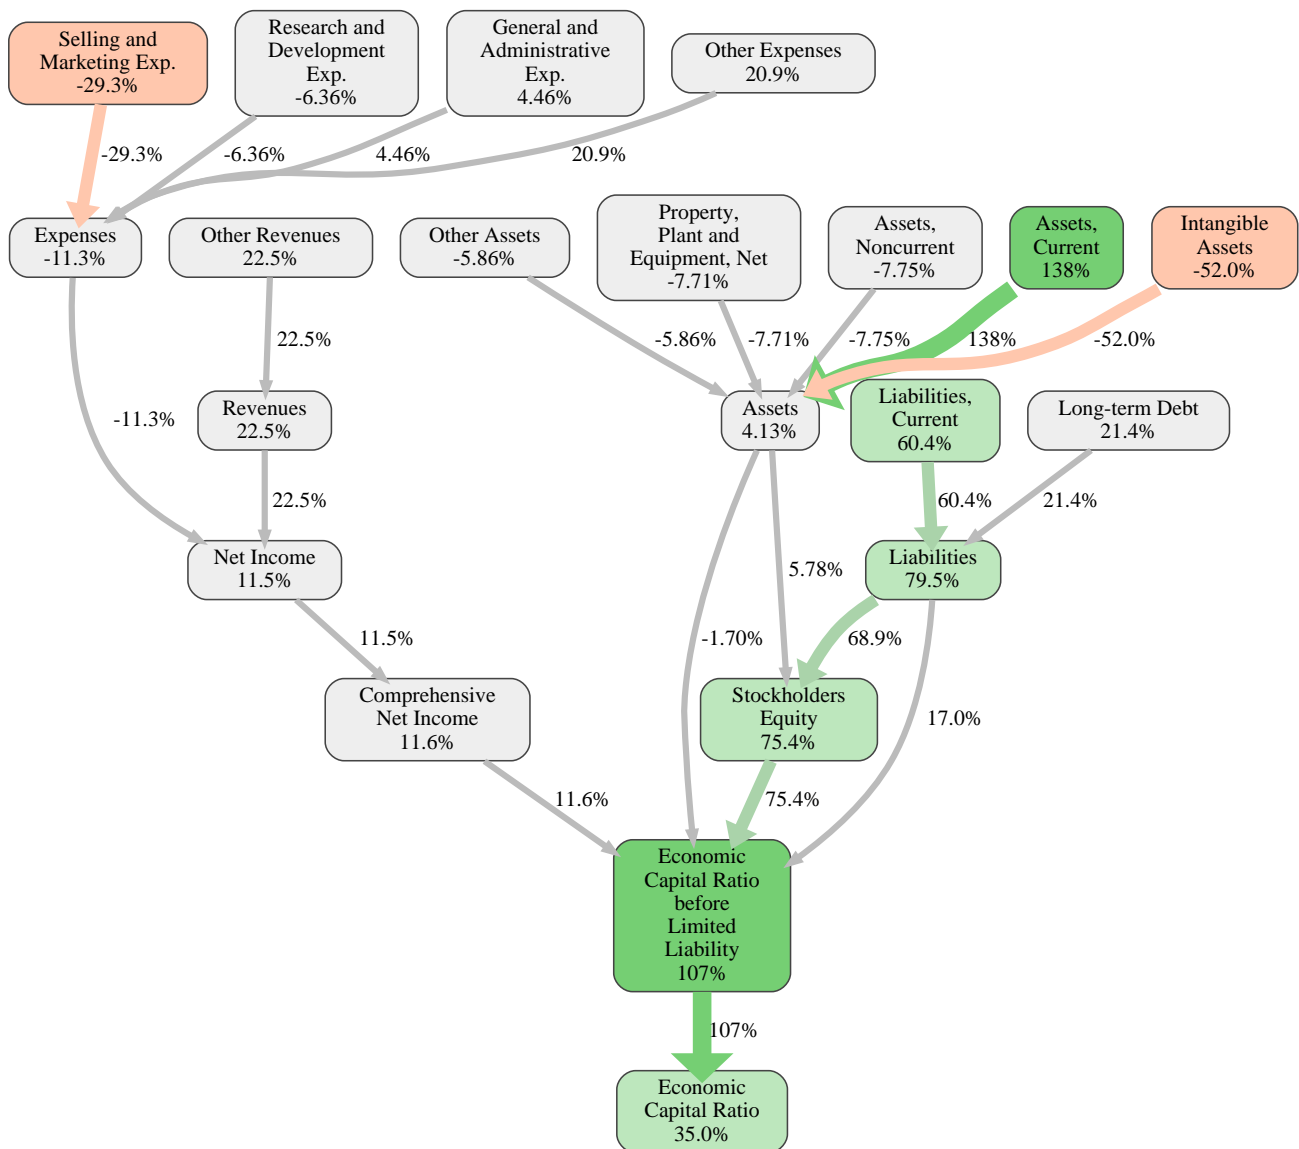 Selling and
Marketing Exp.
-29.3%
Research and
Development
Exp.
-6.36%
General and
Administrative
Exp.
4.46%
Other Expenses
20.9%
-29.3%
-6.36%
4.46%
20.9%
Expenses
-11.3%
Other Revenues
22.5%
Other Assets
-5.86%
Property,
Plant and
Equipment, Net
-7.71%
Assets,
Noncurrent
-7.75%
Assets,
Current
138%
Intangible
Assets
-52.0%
22.5%
-5.86%
-7.71%
-7.75%
138%
-52.0%
-11.3%
Revenues
22.5%
Assets
4.13%
Liabilities,
Current
60.4%
Long-term Debt
21.4%
22.5%
60.4%
21.4%
Net Income
11.5%
5.78%
Liabilities
79.5%
11.5%
-1.70%
68.9%
Comprehensive
Net Income
11.6%
Stockholders
Equity
75.4%
17.0%
11.6%
75.4%
Economic
Capital Ratio
before
Limited
Liability
107%
107%
Economic
Capital Ratio
35.0%